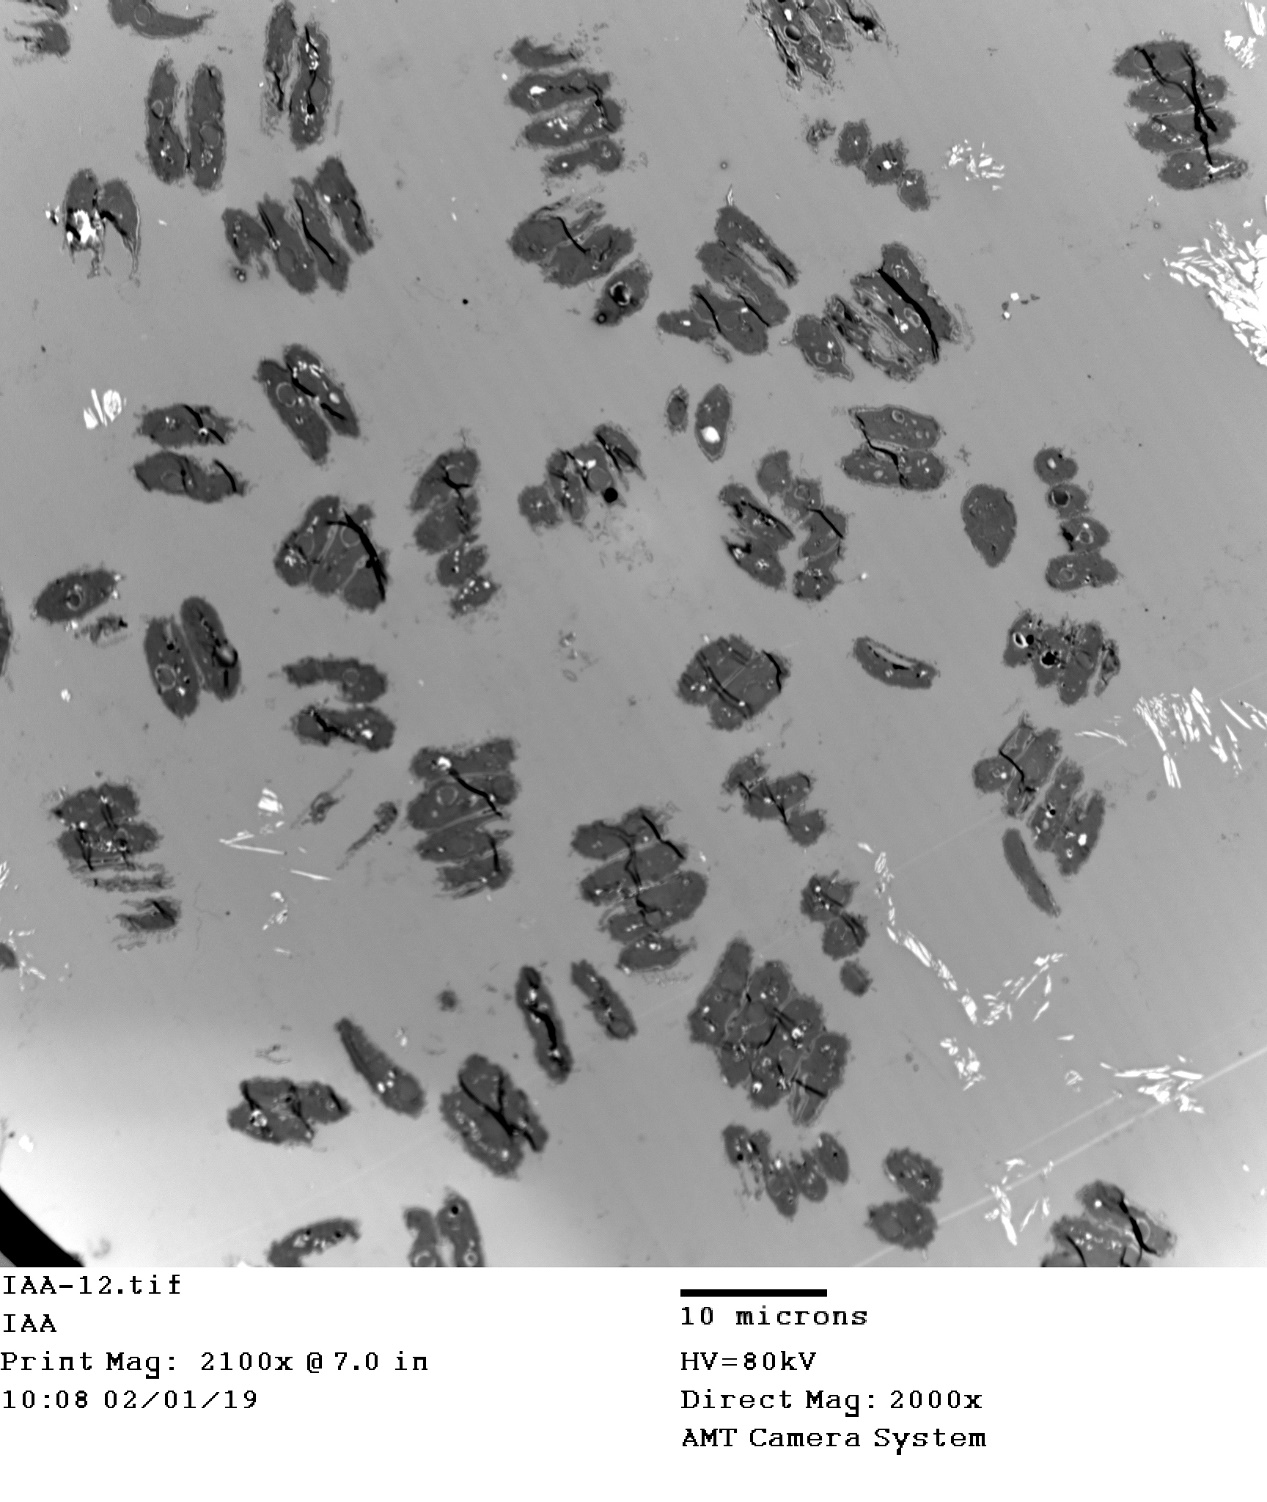 IAA-12.tif
IAA
Print Mag: 2100x @ 7.0 in
10:08 02/01/19
10 microns
HV=80kV
Direct Mag: 2000x
AMT Camera System